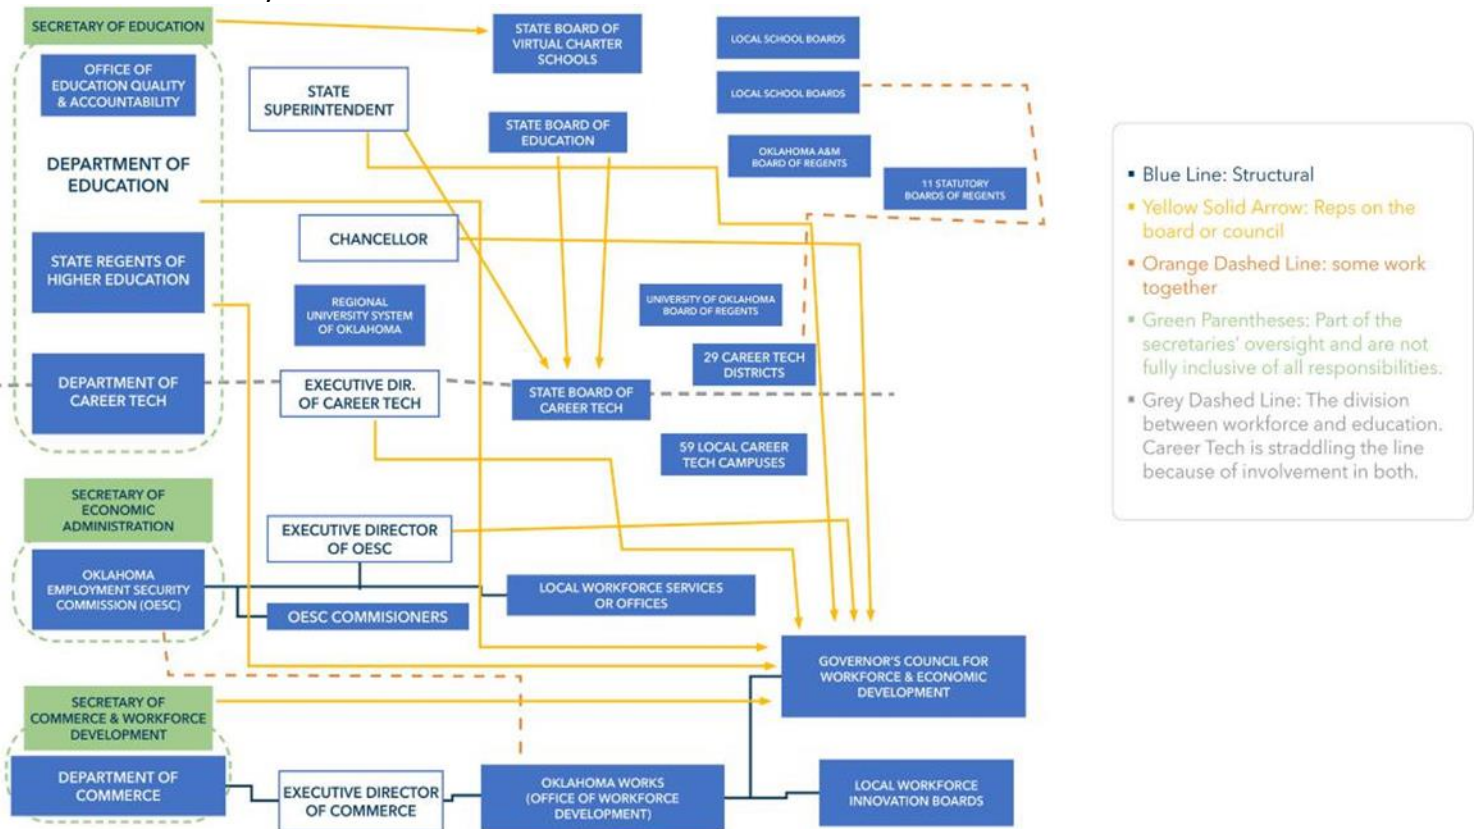 SECRETARY OF EDUCATION
OFFICE OF
EDUCATION QUALITY
& ACCOUNTABILITY
DEPARTMENT OF
EDUCATION
STATE REGENTS OF
HIGHER EDUCATION
DEPARTMENT OF
CAREER TECH
STATE
SUPERINTENDENT
CHANCELLOR
REGIONAL
UNIVERSITY SYSTEM
OF OKLAHOMA
EXECUTIVE DIR.
OF CAREER TECH
STATE BOARD OF
VIRTUAL CHARTER
SCHOOLS
STATE BOARD OF
EDUCATION
STATE BOARD OF
CAREER TECH
LOCAL SCHOOL BOARDS
LOCAL SCHOOL BOARDS
OKLAHOMA A&M
BOARD OF REGENTS
11 STATUTORY
BOARDS OF REGENTS
UNIVERSITY OF OKLAHOMA
BOARD OF REGENTS
29 CAREER TECH
DISTRICTS
59 LOCAL CAREER
TECH CAMPUSES
SECRETARY OF
ECONOMIC
ADMINISTRATION
OKLAHOMA
EMPLOYMENT SECURITY
COMMISSION (OESC)
EXECUTIVE DIRECTOR
OF OESC
OESC COMMISIONERS
LOCAL WORKFORCE SERVICES
OR OFFICES
GOVERNOR'S COUNCIL FOR
WORKFORCE & ECONOMIC
DEVELOPMENT
SECRETARY OF
COMMERCE & WORKFORCE
DEVELOPMENT
DEPARTMENT OF
COMMERCE
EXECUTIVE DIRECTOR
OF COMMERCE
OKLAHOMA WORKS
(OFFICE OF WORKFORCE
DEVELOPMENT)
LOCAL WORKFORCE
INNOVATION BOARDS
▪ Blue Line: Structural
▪ Yellow Solid Arrow: Reps on the
board or council
▪ Orange Dashed Line: some work
together
▪ Green Parentheses: Part of the
secretaries' oversight and are not
fully inclusive of all responsibilities.
▪ Grey Dashed Line: The division
between workforce and education.
Career Tech is straddling the line
because of involvement in both.